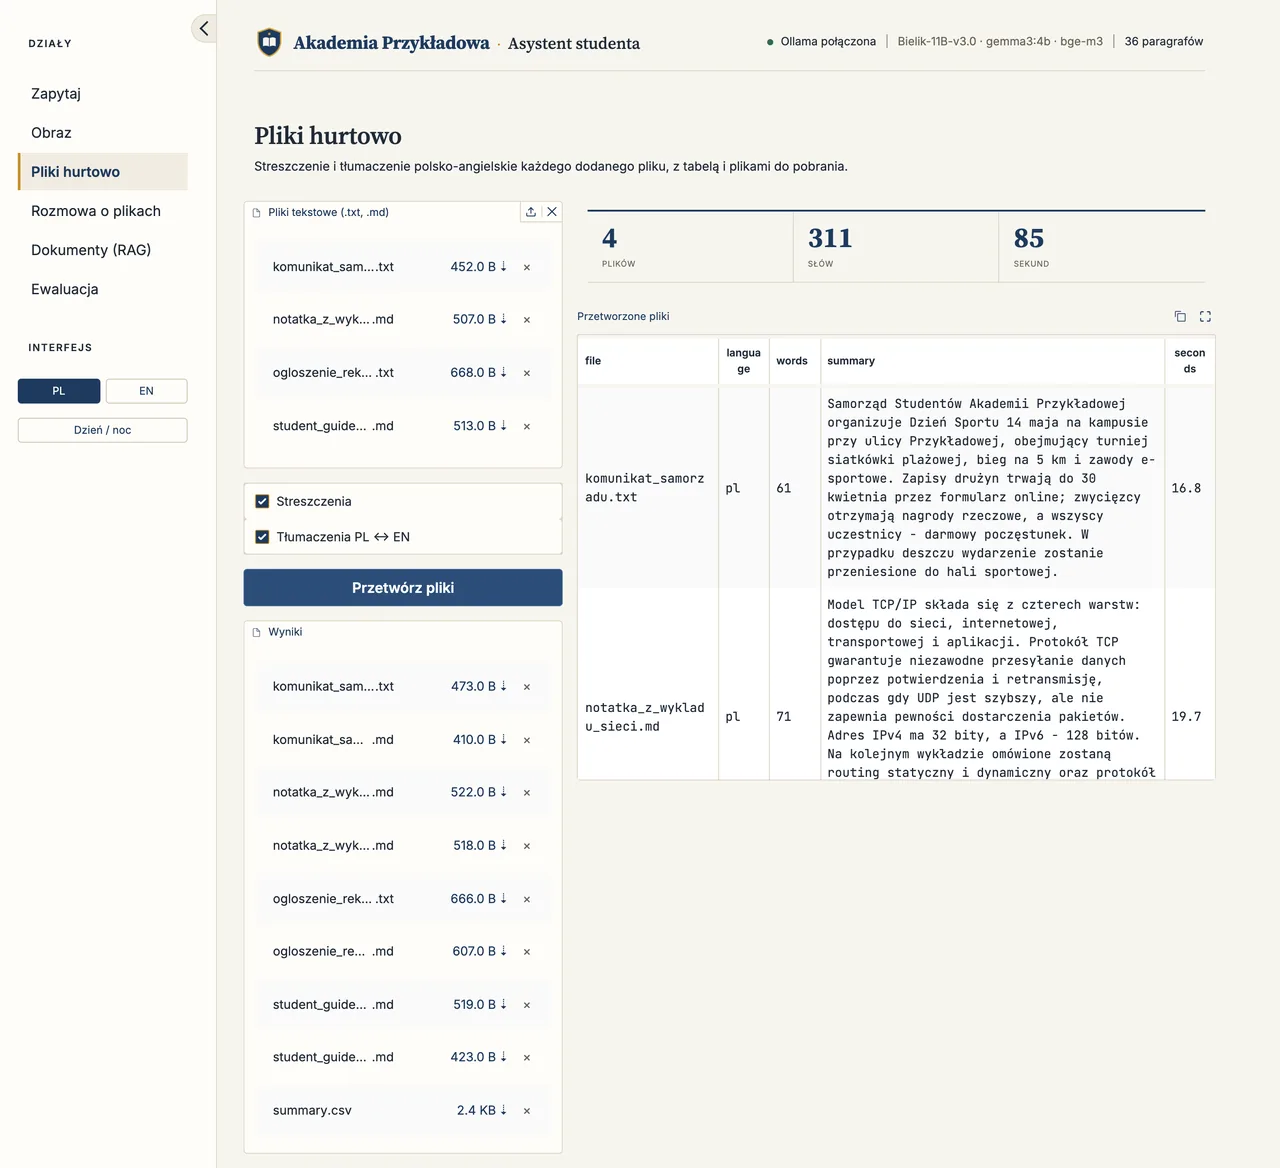 DZIAŁY
Zapytaj
Obraz
Pliki hurtowo
Rozmowa o plikach
Dokumenty (RAG)
Ewaluacja
INTERFEJS
PL
EN
Dzień / noc
Akademia Przykładowa · Asystent studenta
Ollama połączona
Bielik-11B-v3.0 · gemma3:4b · bge-m3
36 paragrafów
Pliki hurtowo
Streszczenie i tłumaczenie polsko-angielskie każdego dodanego pliku, z tabelą i plikami do pobrania.
Pliki tekstowe (.txt, .md)
komunikat_sam....txt 452.0 B ↓ ×
notatka_z_wyk... .md 507.0 B ↓ ×
ogloszenie_rek... .txt 668.0 B ↓ ×
student_guide... .md 513.0 B ↓ ×
Streszczenia
Tłumaczenia PL ↔ EN
Przetwórz pliki
Wyniki
komunikat_sam....txt 473.0 B ↓ ×
komunikat_sa... .md 410.0 B ↓ ×
notatka_z_wyk... .md 522.0 B ↓ ×
notatka_z_wyk... .md 518.0 B ↓ ×
ogloszenie_rek... .txt 666.0 B ↓ ×
ogloszenie_re... .md 607.0 B ↓ ×
student_guide... .md 519.0 B ↓ ×
student_guide... .md 423.0 B ↓ ×
summary.csv 2.4 KB ↓ ×
4
PLIKÓW
311
SŁÓW
85
SEKUND
Przetworzone pliki
file
langua
ge
words
summary
secon
ds
komunikat_samorz
adu.txt
pl
61
Samorząd Studentów Akademii Przykładowej
organizuje Dzień Sportu 14 maja na kampusie
przy ulicy Przykładowej, obejmujący turniej
siatkówki plażowej, bieg na 5 km i zawody e-
sportowe. Zapisy drużyn trwają do 30
kwietnia przez formularz online; zwycięzcy
otrzymają nagrody rzeczowe, a wszyscy
uczestnicy - darmowy poczęstunek. W
przypadku deszczu wydarzenie zostanie
przeniesione do hali sportowej.
16.8
notatka_z_wyklad
u_sieci.md
pl
71
Model TCP/IP składa się z czterech warstw:
dostępu do sieci, internetowej,
transportowej i aplikacji. Protokół TCP
gwarantuje niezawodne przesyłanie danych
poprzez potwierdzenia i retransmisję,
podczas gdy UDP jest szybszy, ale nie
zapewnia pewności dostarczenia pakietów.
Adres IPv4 ma 32 bity, a IPv6 - 128 bitów.
Na kolejnym wykładzie omówione zostaną
routing statyczny i dynamiczny oraz protokół
19.7